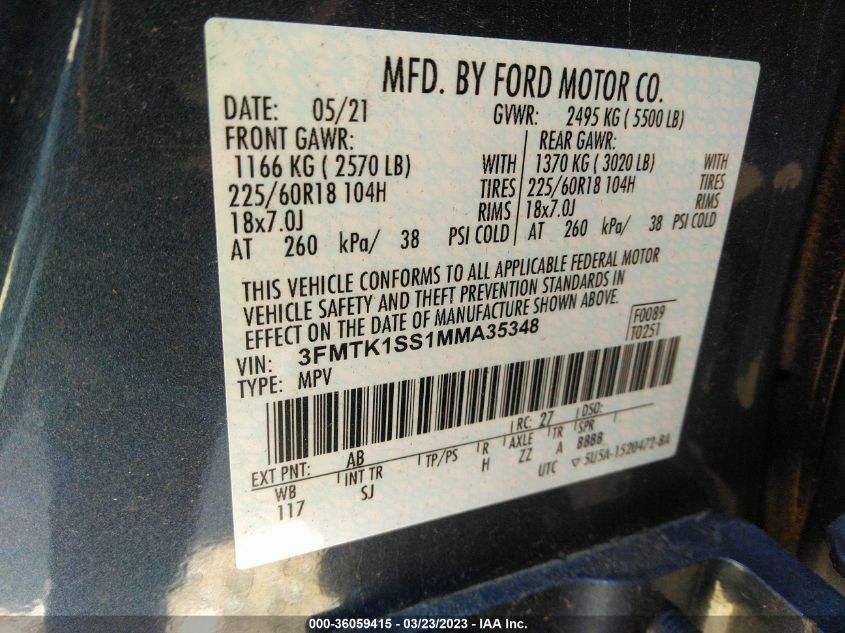 MFD. BY FORD MOTOR CO.
DATE: 05/21 GVWR: 2495 KG ( 5500 LB)
FRONT GAWR: REAR GAWR:
1166 KG ( 2570 LB) WITH 1370 KG ( 3020 LB) WITH
225/60R18 104H TIRES 225/60R18 104H TIRES
18x7.0J RIMS 18x7.0J RIMS
AT 260 kPa/ 38 PSI COLD AT 260 kPa/ 38 PSI COLD
THIS VEHICLE CONFORMS TO ALL APPLICABLE FEDERAL MOTOR
VEHICLE SAFETY AND THEFT PREVENTION STANDARDS IN
EFFECT ON THE DATE OF MANUFACTURE SHOWN ABOVE.
F0089
T0251
VIN: 3FMTK1SS1MMA35348
TYPE: MPV
RC: 27 DSO:
EXT PNT: AB
WB INT TR TP/PS R AXLE TR SPR
117 SJ H ZZ A BBBB
UTC ▽ SU5A-1520472-BA
000-36059415 - 03/23/2023 - IAA Inc.